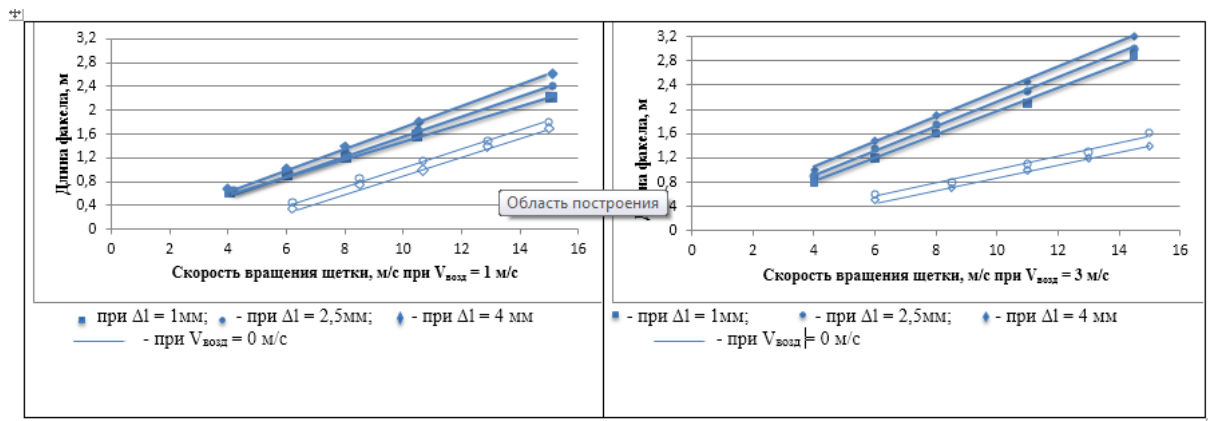 3,2
2,8
2,4
2
1,6
1,2
0,8
0,4
0
Длина факела, м
0 2 4 6 8 10 12 14 16
Скорость вращения щетки, м/с при Vвозд = 1 м/с
при Δl = 1мм; - при Δl = 2,5мм; - при Δl = 4 мм
- при Vвозд = 0 м/с
Область построения
3,2
2,8
2,4
2
1,6
1,2
0,8
0,4
0
на факела, м
0 2 4 6 8 10 12 14 16
Скорость вращения щетки, м/с при Vвозд = 3 м/с
- при Δl = 1мм; - при Δl = 2,5мм; - при Δl = 4 мм
- при Vвозд = 0 м/с